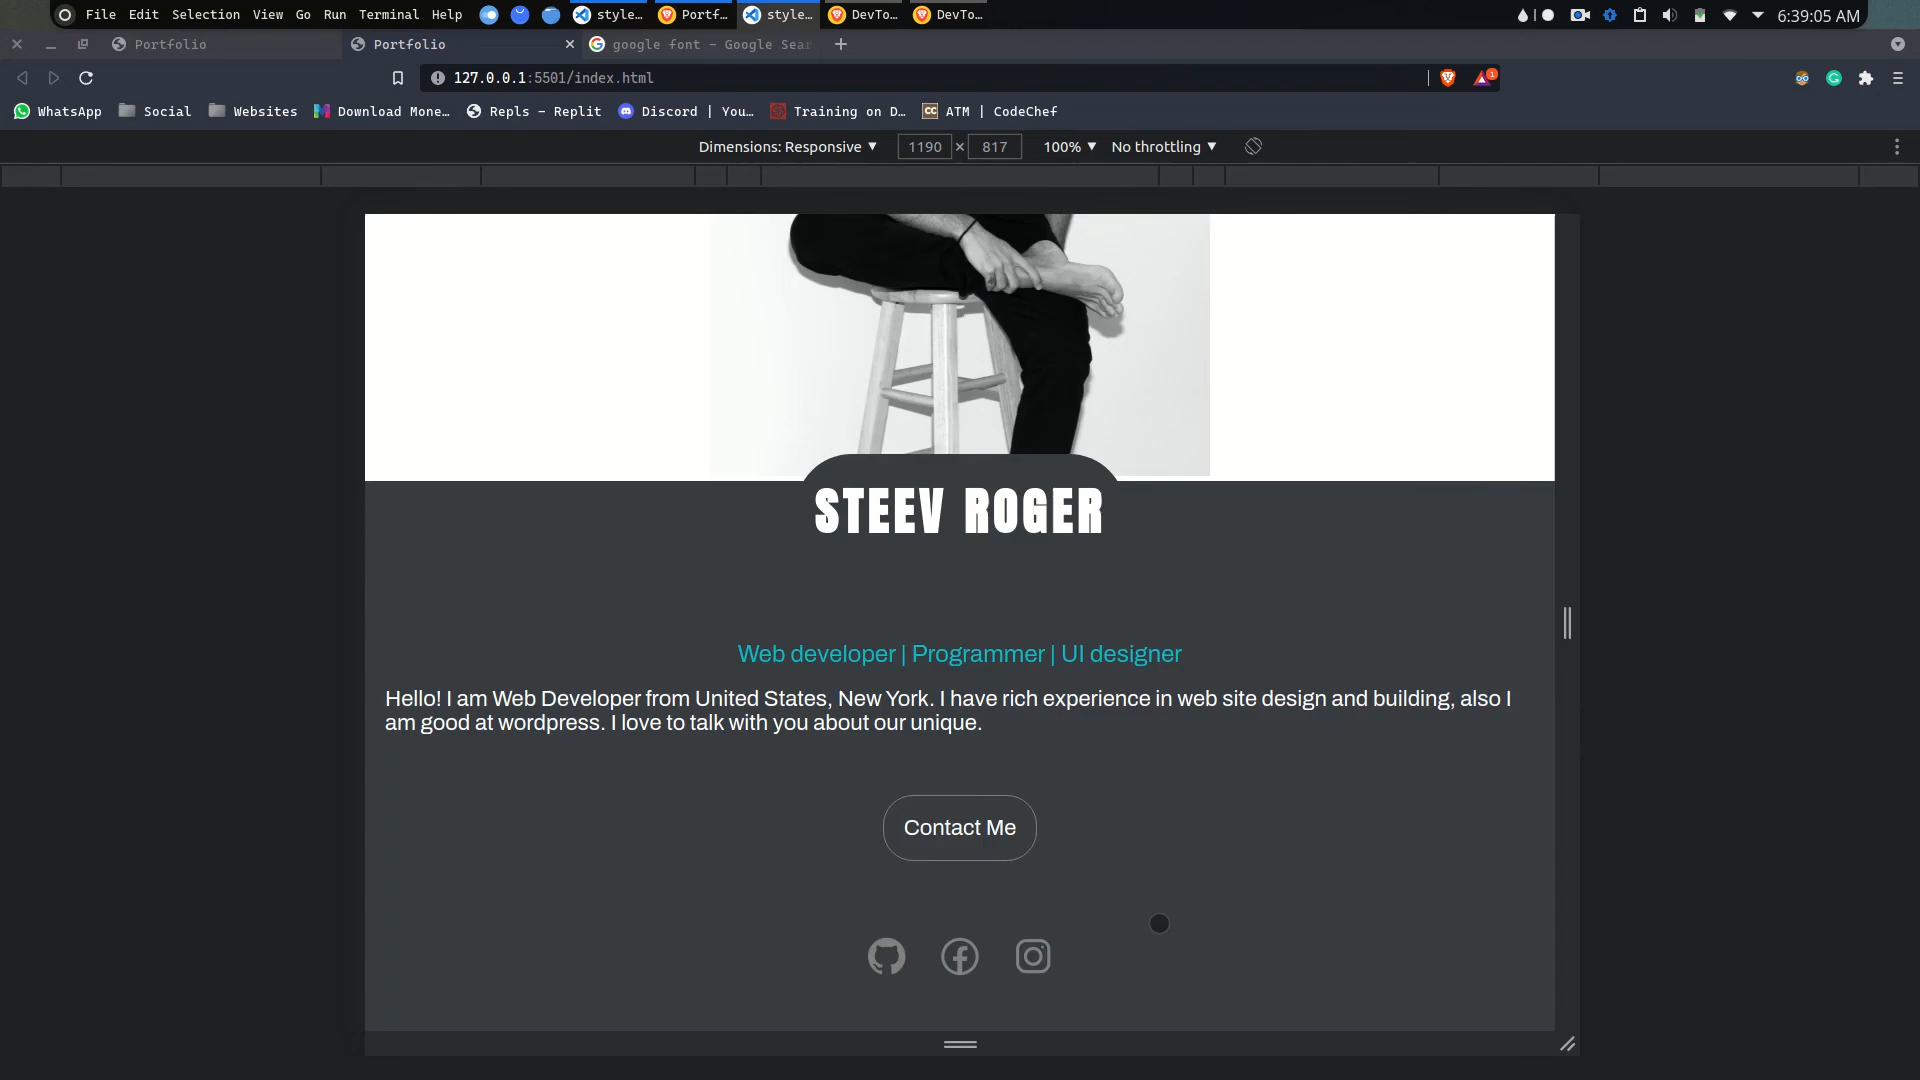 File Edit Selection View Go Run Terminal Help style... Portf... style... DevTo... DevTo... 6:39:05 AM
Portfolio Portfolio google font - Google Sear
127.0.0.1:5501/index.html 1
WhatsApp Social Websites Download Mone... Repls - Replit Discord | You... Training on D... CC ATM | CodeChef
Dimensions: Responsive 1190 × 817 100% No throttling
STEEV ROGER
Web developer | Programmer | UI designer
Hello! I am Web Developer from United States, New York. I have rich experience in web site design and building, also I
am good at wordpress. I love to talk with you about our unique.
Contact Me